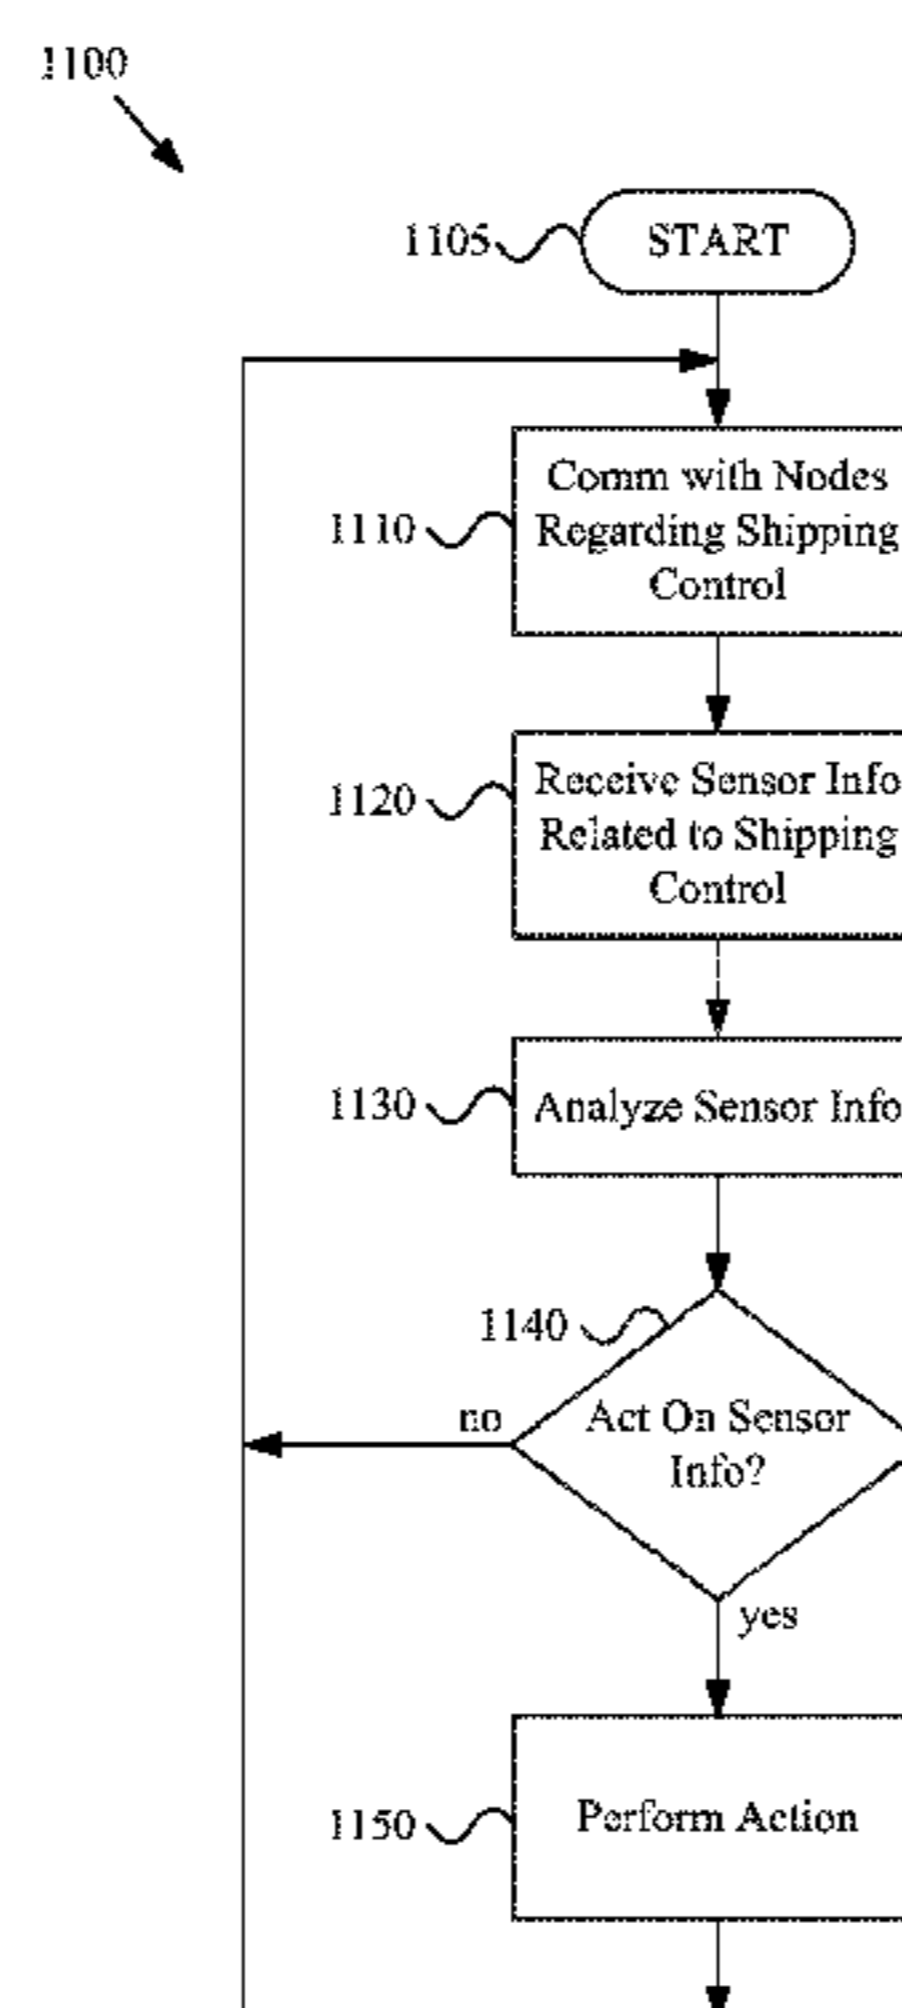 1100
1105
START
1110
Comm with Nodes
Regarding Shipping
Control
1120
Receive Sensor Info
Related to Shipping
Control
1130
Analyze Sensor Info
1140
no
Act On Sensor
Info?
yes
1150
Perform Action